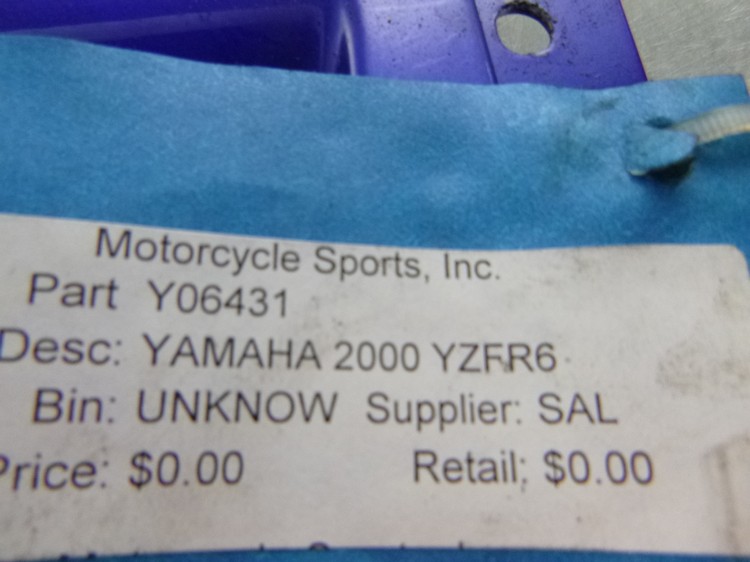 Motorcycle Sports, Inc.
Part Y06431
Desc: YAMAHA 2000 YZFR6
Bin: UNKNOW Supplier: SAL
Price: $0.00 Retail: $0.00